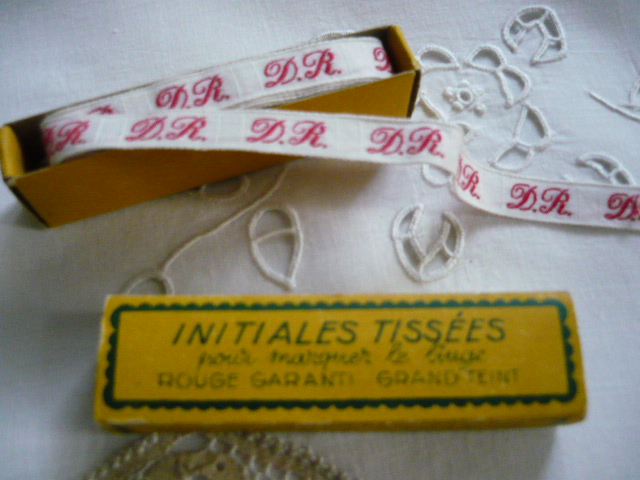 D.R. D.R.
D.R. D.R. D.R. D.R. D.R. D.R.
INITIALES TISSÉES
pour marquer le linge
ROUGE GARANTI GRAND TEINT